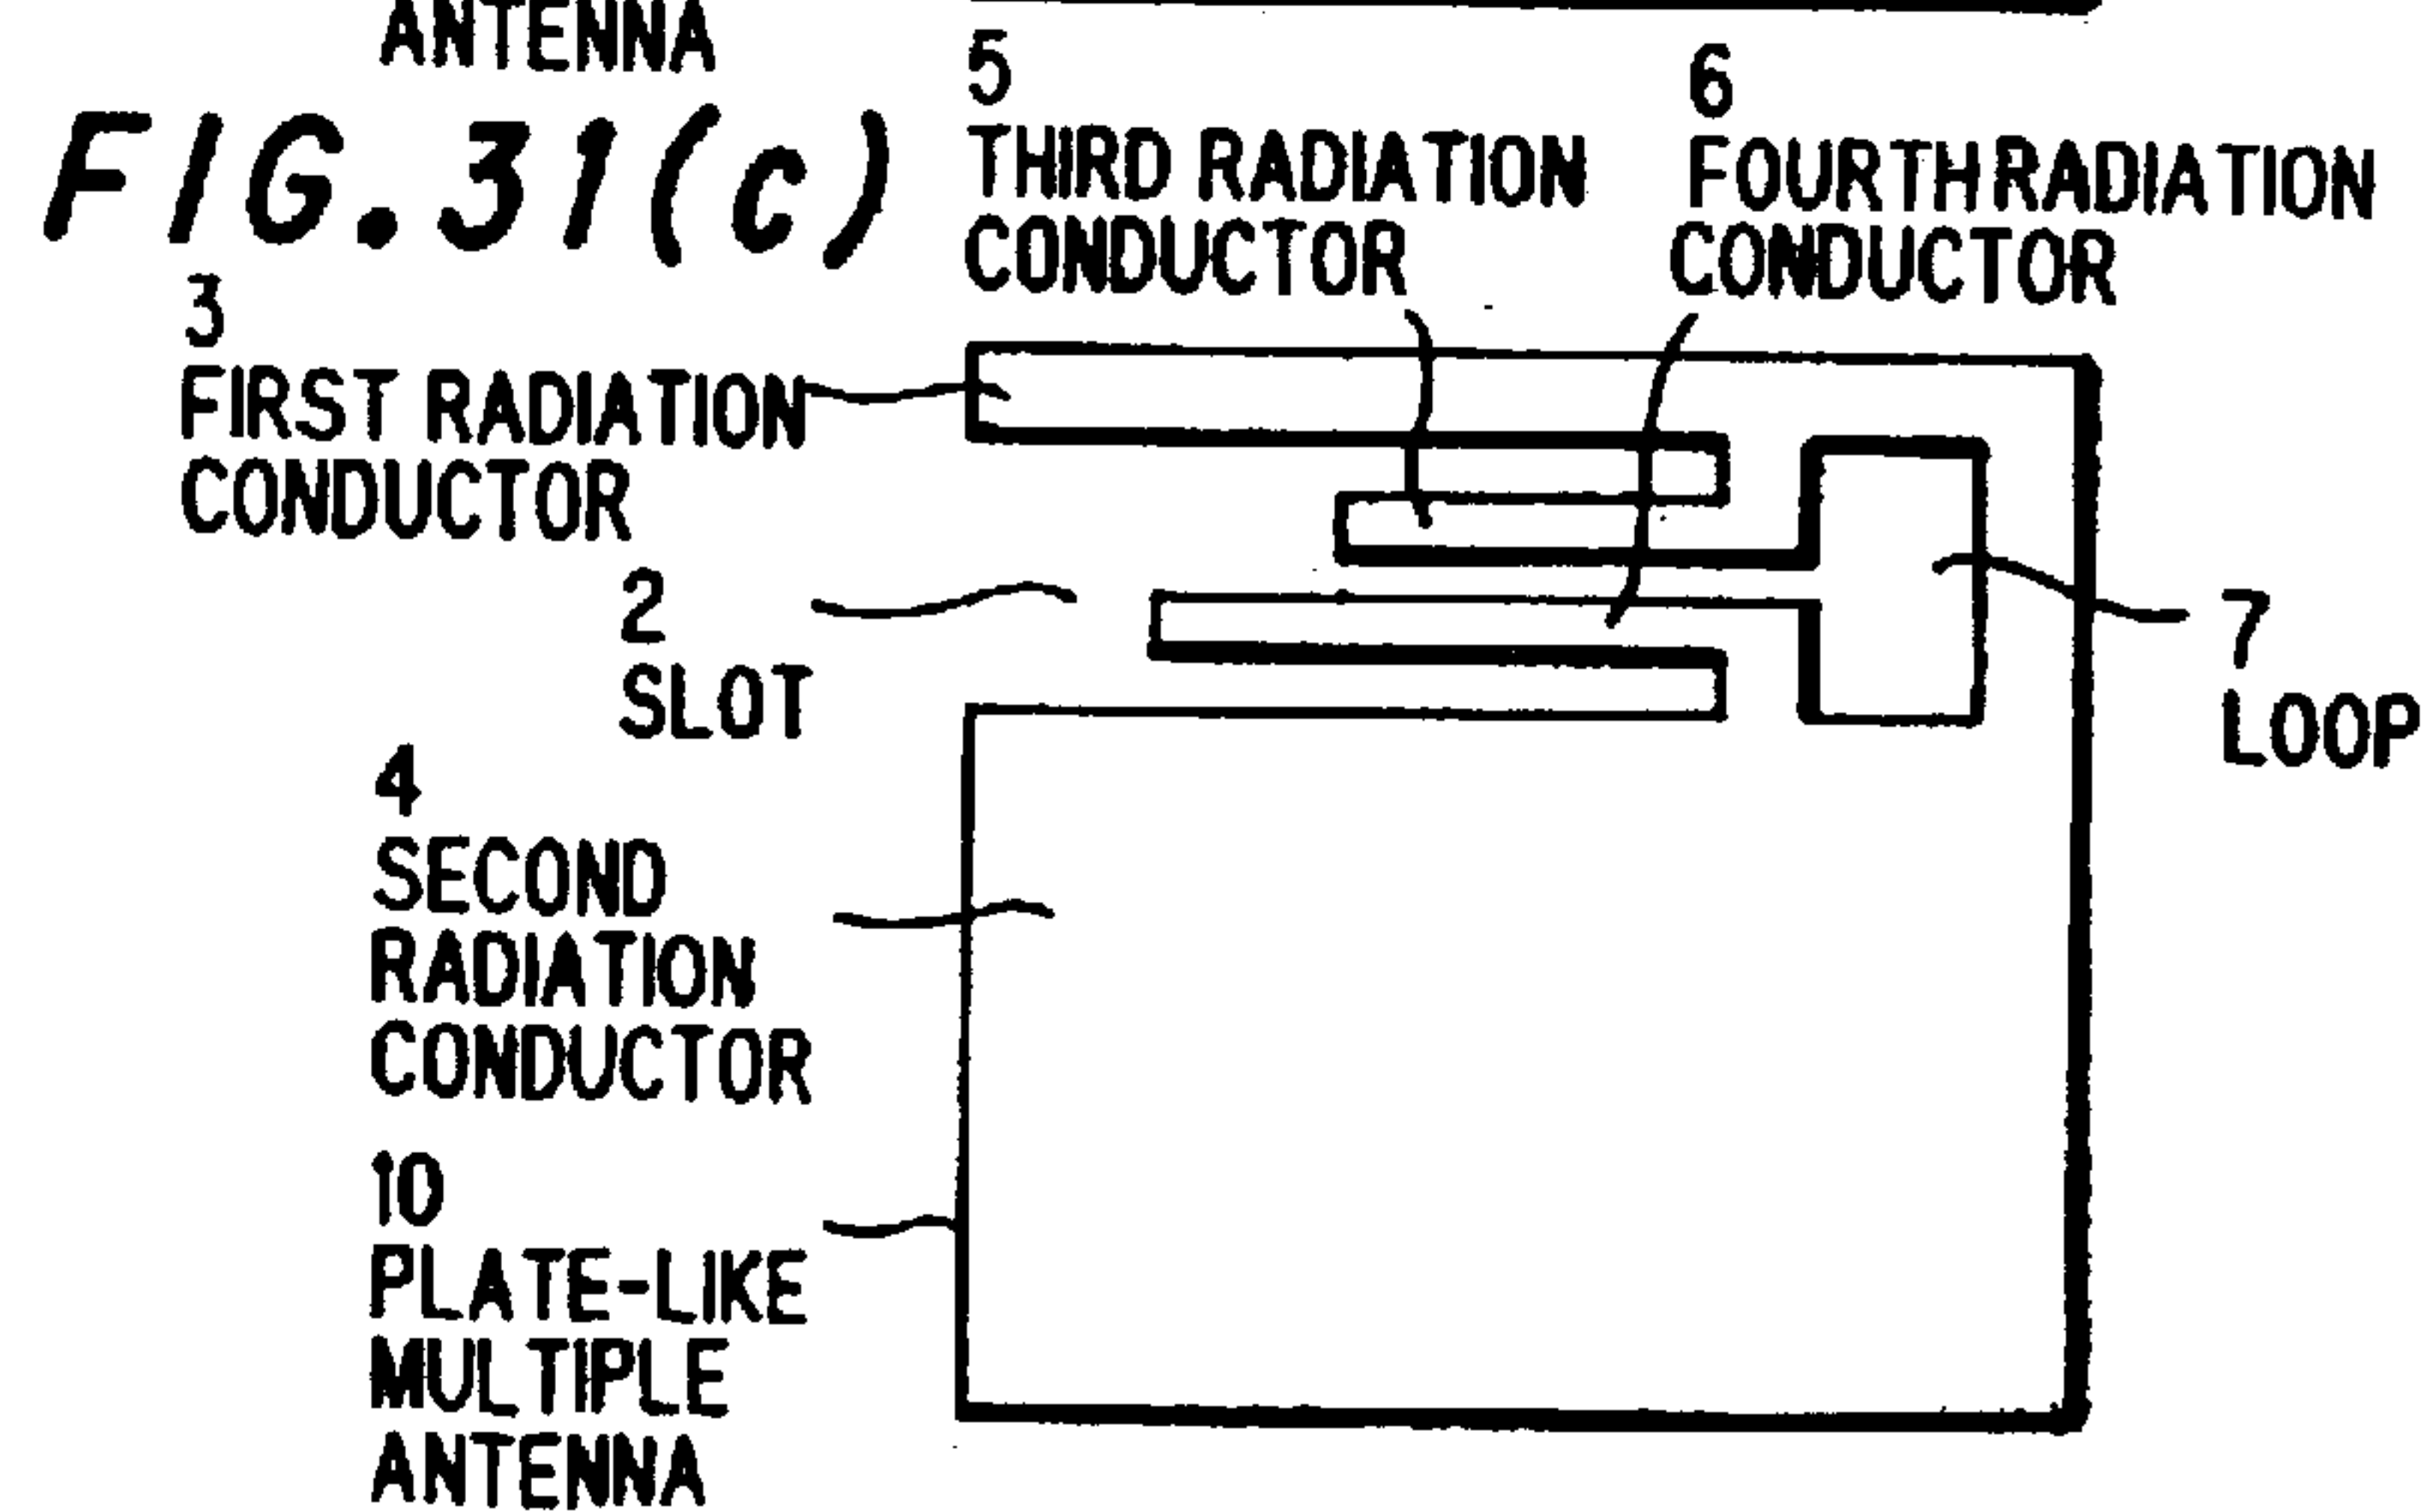 ANTENNA
FIG.31(c)
5
THIRD RADIATION
CONDUCTOR
6
FOURTH RADIATION
CONDUCTOR
3
FIRST RADIATION
CONDUCTOR
2
SLOT
7
LOOP
4
SECOND
RADIATION
CONDUCTOR
10
PLATE-LIKE
MULTIPLE
ANTENNA